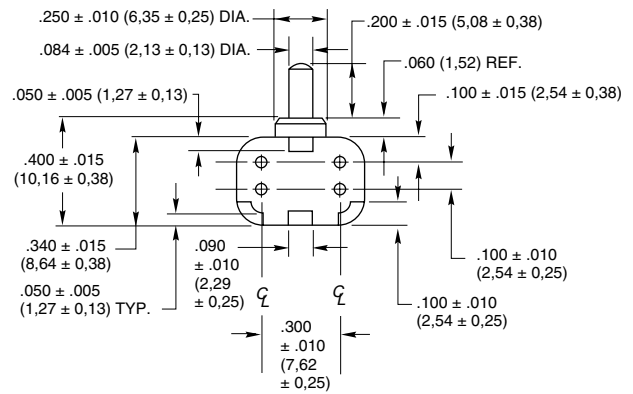 .250 ± .010 (6,35 ± 0,25) DIA.
.200 ± .015 (5,08 ± 0,38)
.084 ± .005 (2,13 ± 0,13) DIA.
.060 (1,52) REF.
.050 ± .005 (1,27 ± 0,13)
.100 ± .015 (2,54 ± 0,38)
.400 ± .015
(10,16 ± 0,38)
.340 ± .015
(8,64 ± 0,38)
.050 ± .005
(1,27 ± 0,13) TYP.
.090
± .010
(2,29
± 0,25)
℄
℄
.300
± .010
(7,62
± 0,25)
.100 ± .010
(2,54 ± 0,25)
.100 ± .010
(2,54 ± 0,25)